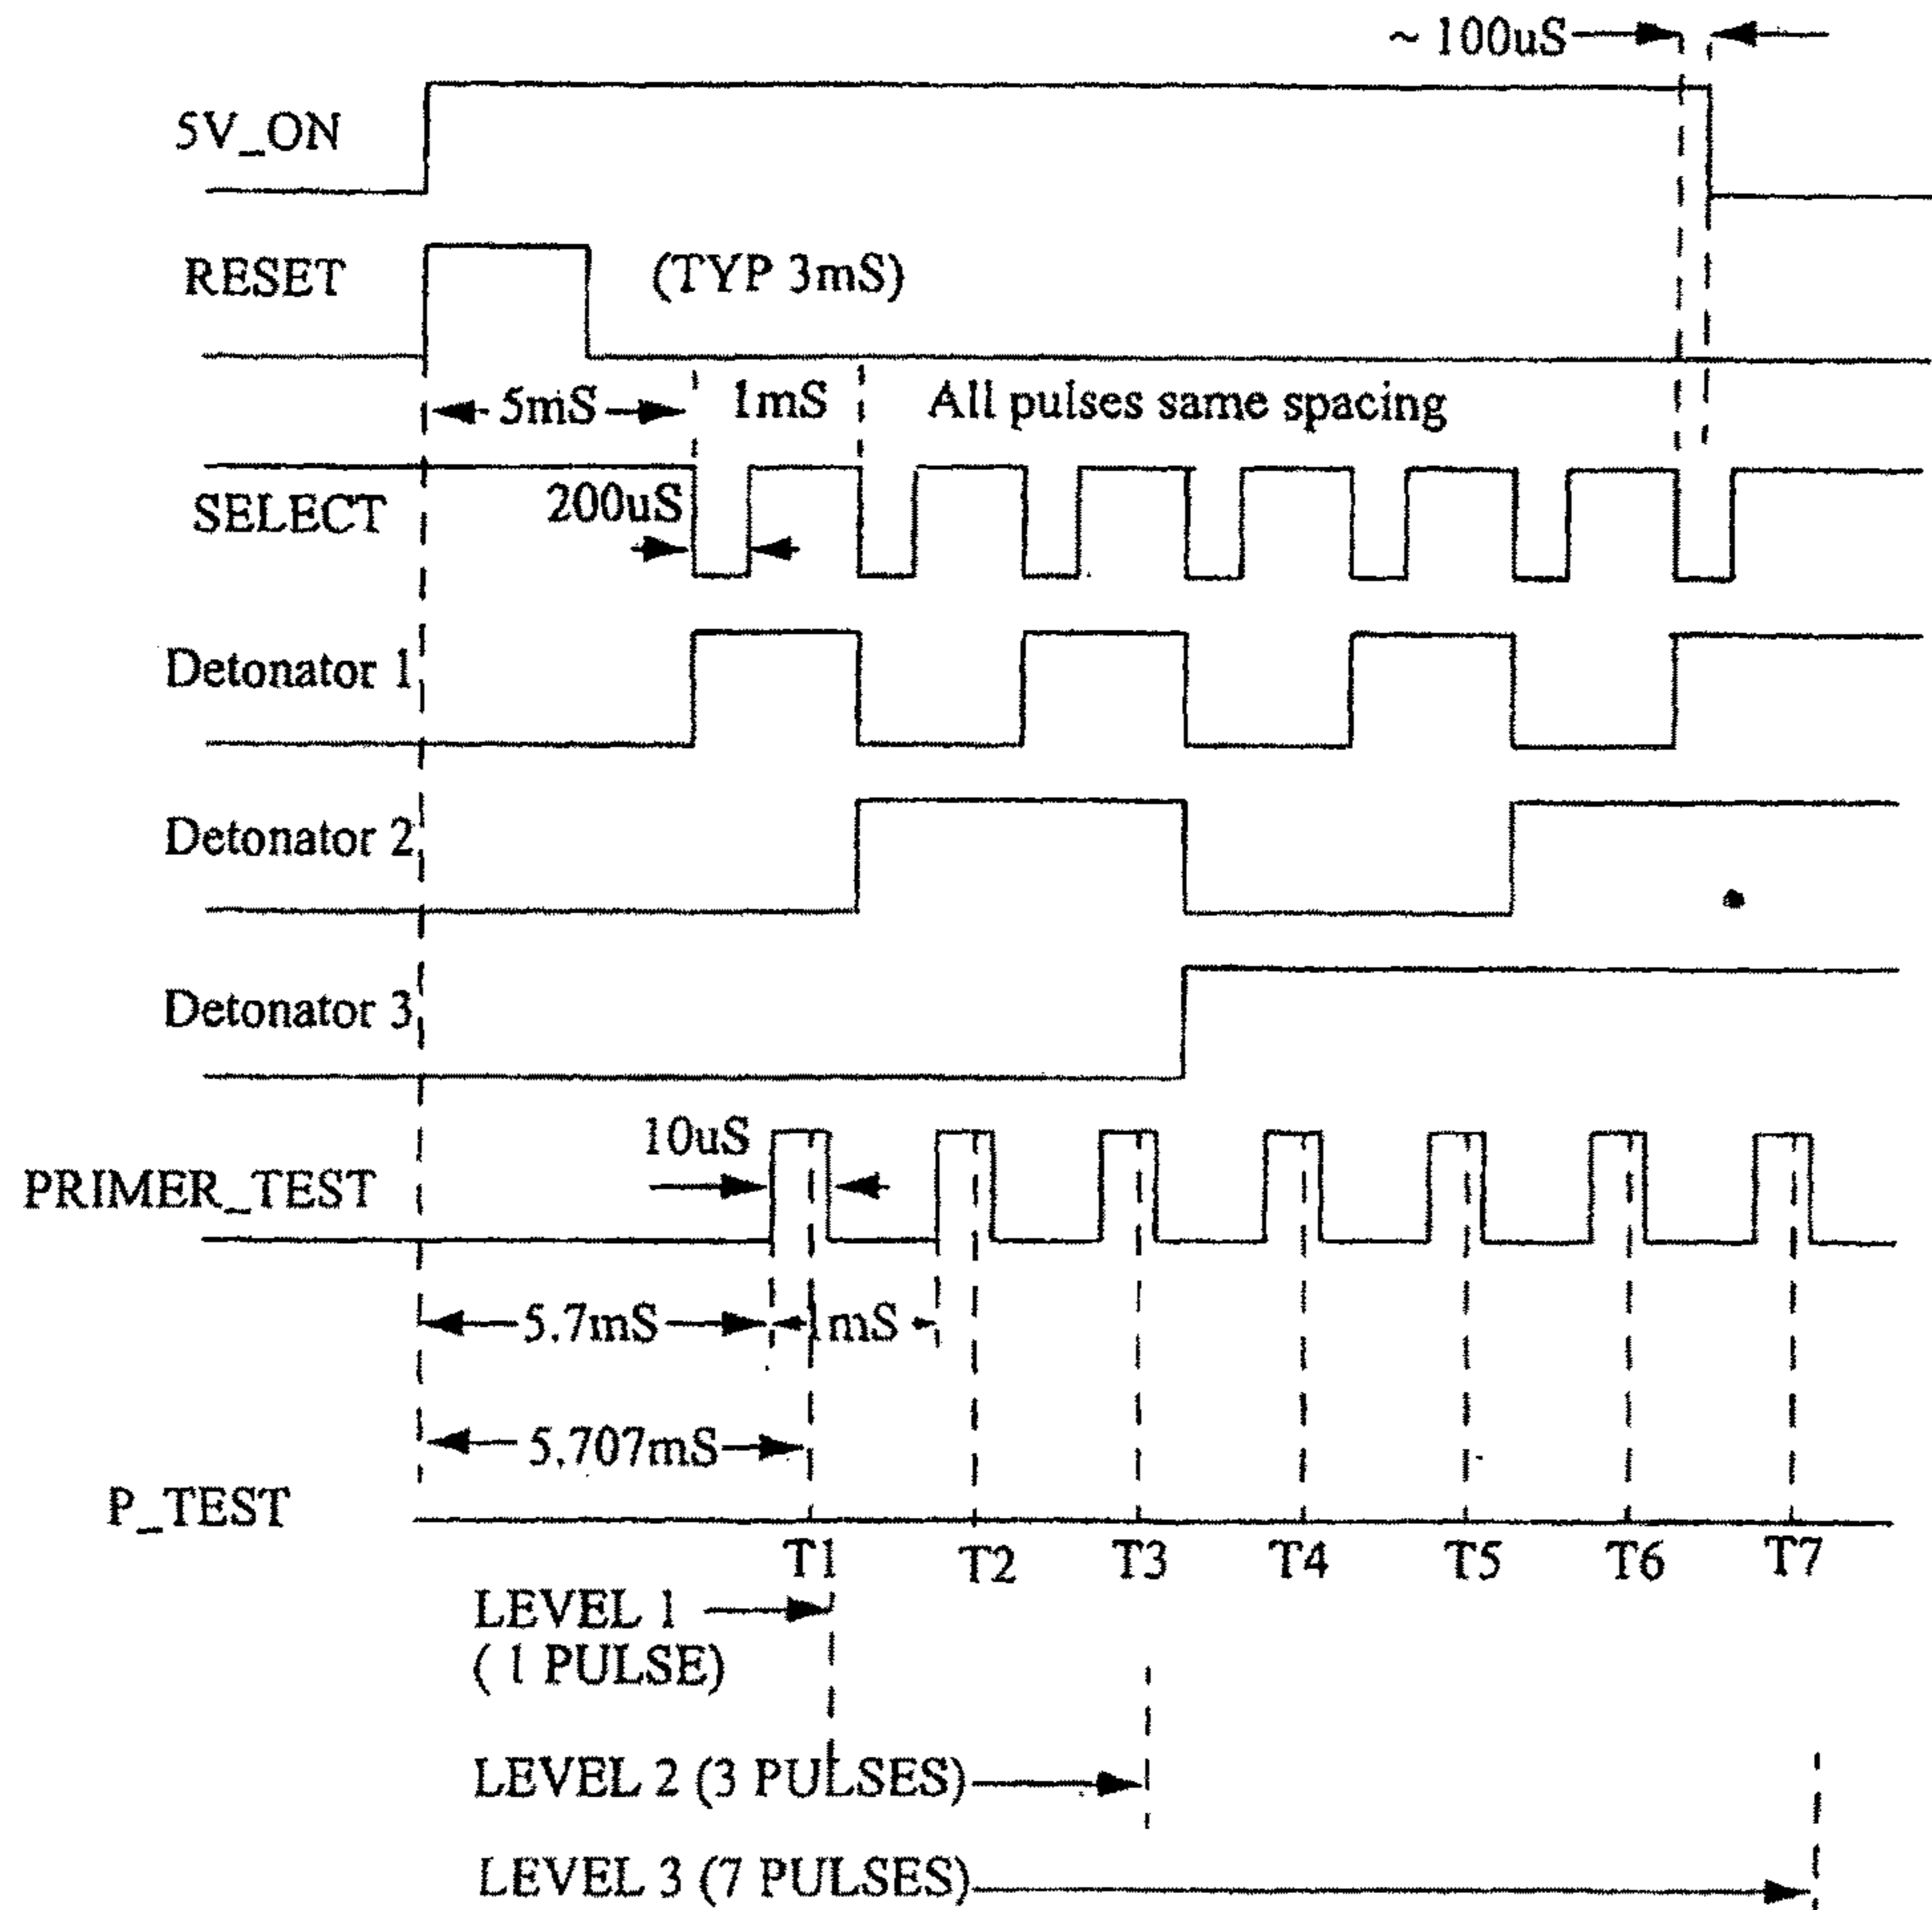 ~ 100uS
5V_ON
RESET (TYP 3mS)
5mS 1mS All pulses same spacing
SELECT 200uS
Detonator 1
Detonator 2
Detonator 3
10uS
PRIMER_TEST
5.7mS 1mS
5.707mS
P_TEST
T1 T2 T3 T4 T5 T6 T7
LEVEL 1
( 1 PULSE)
LEVEL 2 (3 PULSES)
LEVEL 3 (7 PULSES)